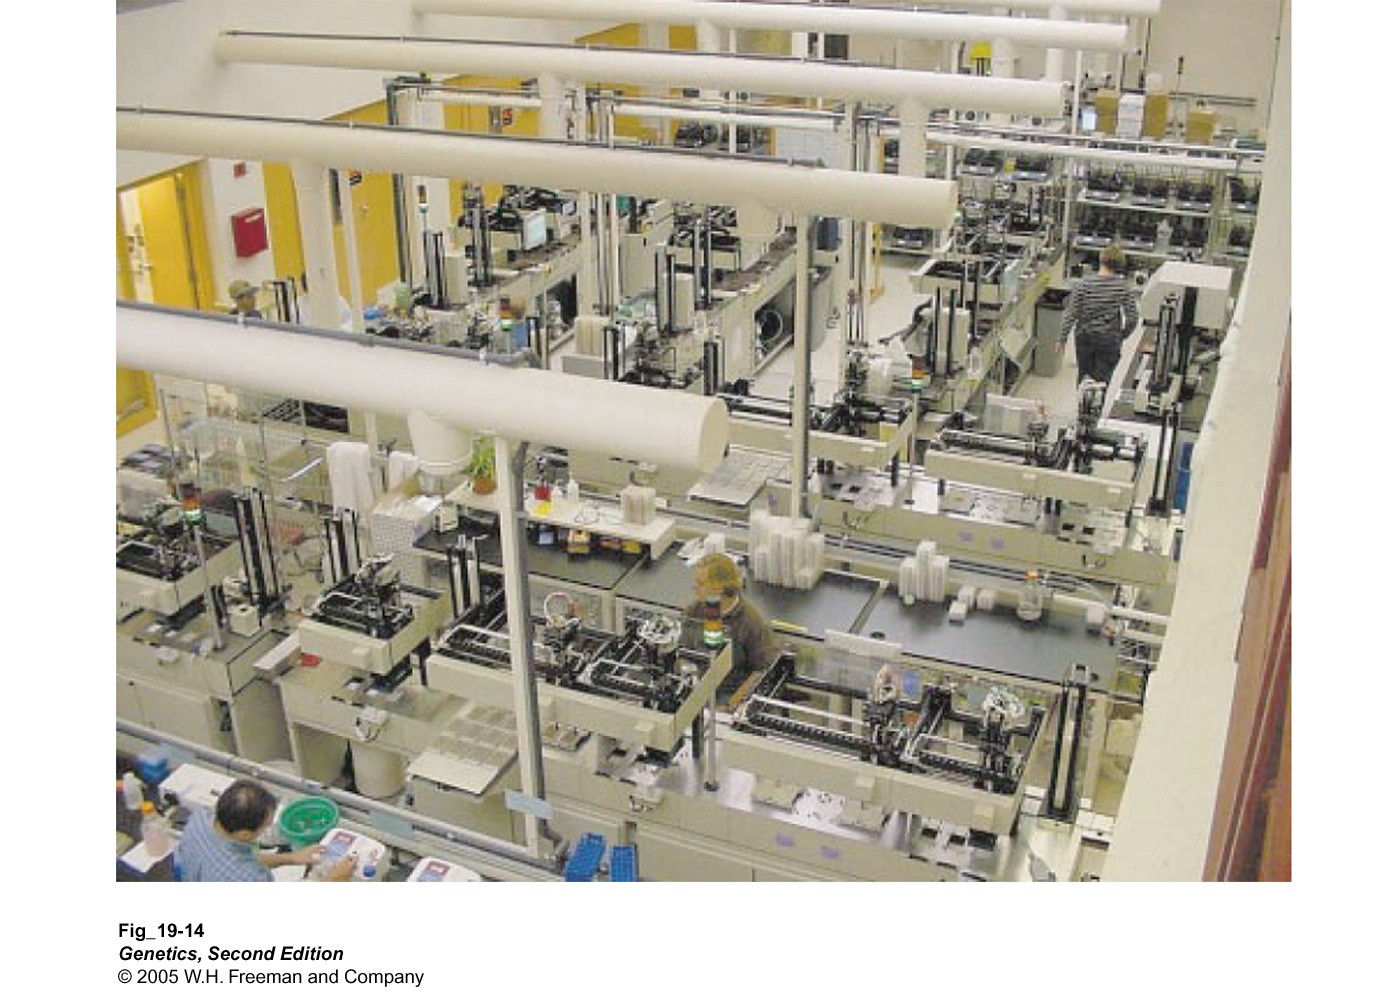 Fig_19-14
Genetics, Second Edition
© 2005 W.H. Freeman and Company